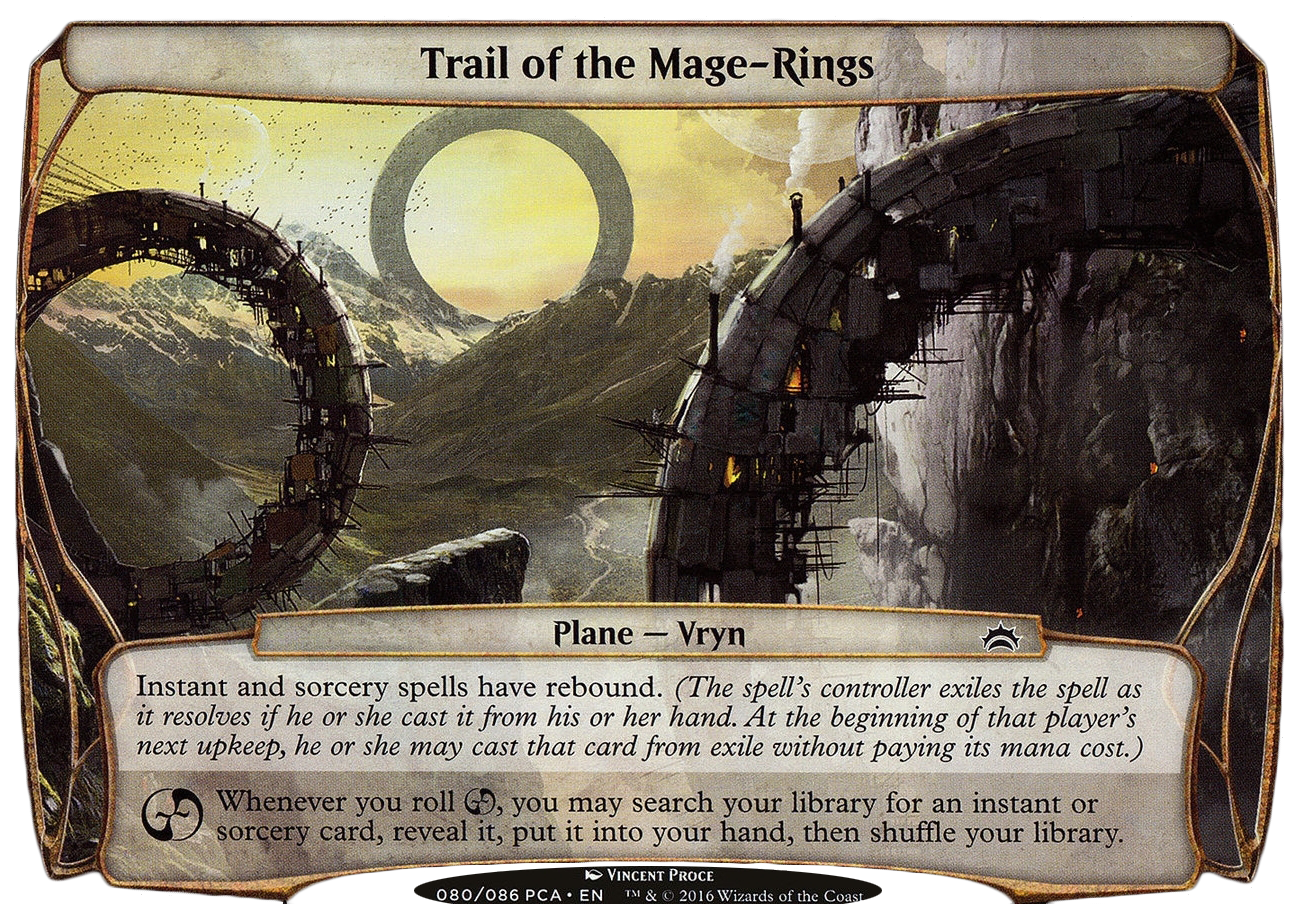 Trail of the Mage-Rings
Plane — Vryn
Instant and sorcery spells have rebound. (The spell's controller exiles the spell as
it resolves if he or she cast it from his or her hand. At the beginning of that player's
next upkeep, he or she may cast that card from exile without paying its mana cost.)
Whenever you roll , you may search your library for an instant or
sorcery card, reveal it, put it into your hand, then shuffle your library.
Vincent Proce
080/086 PCA • EN ™ & © 2016 Wizards of the Coast